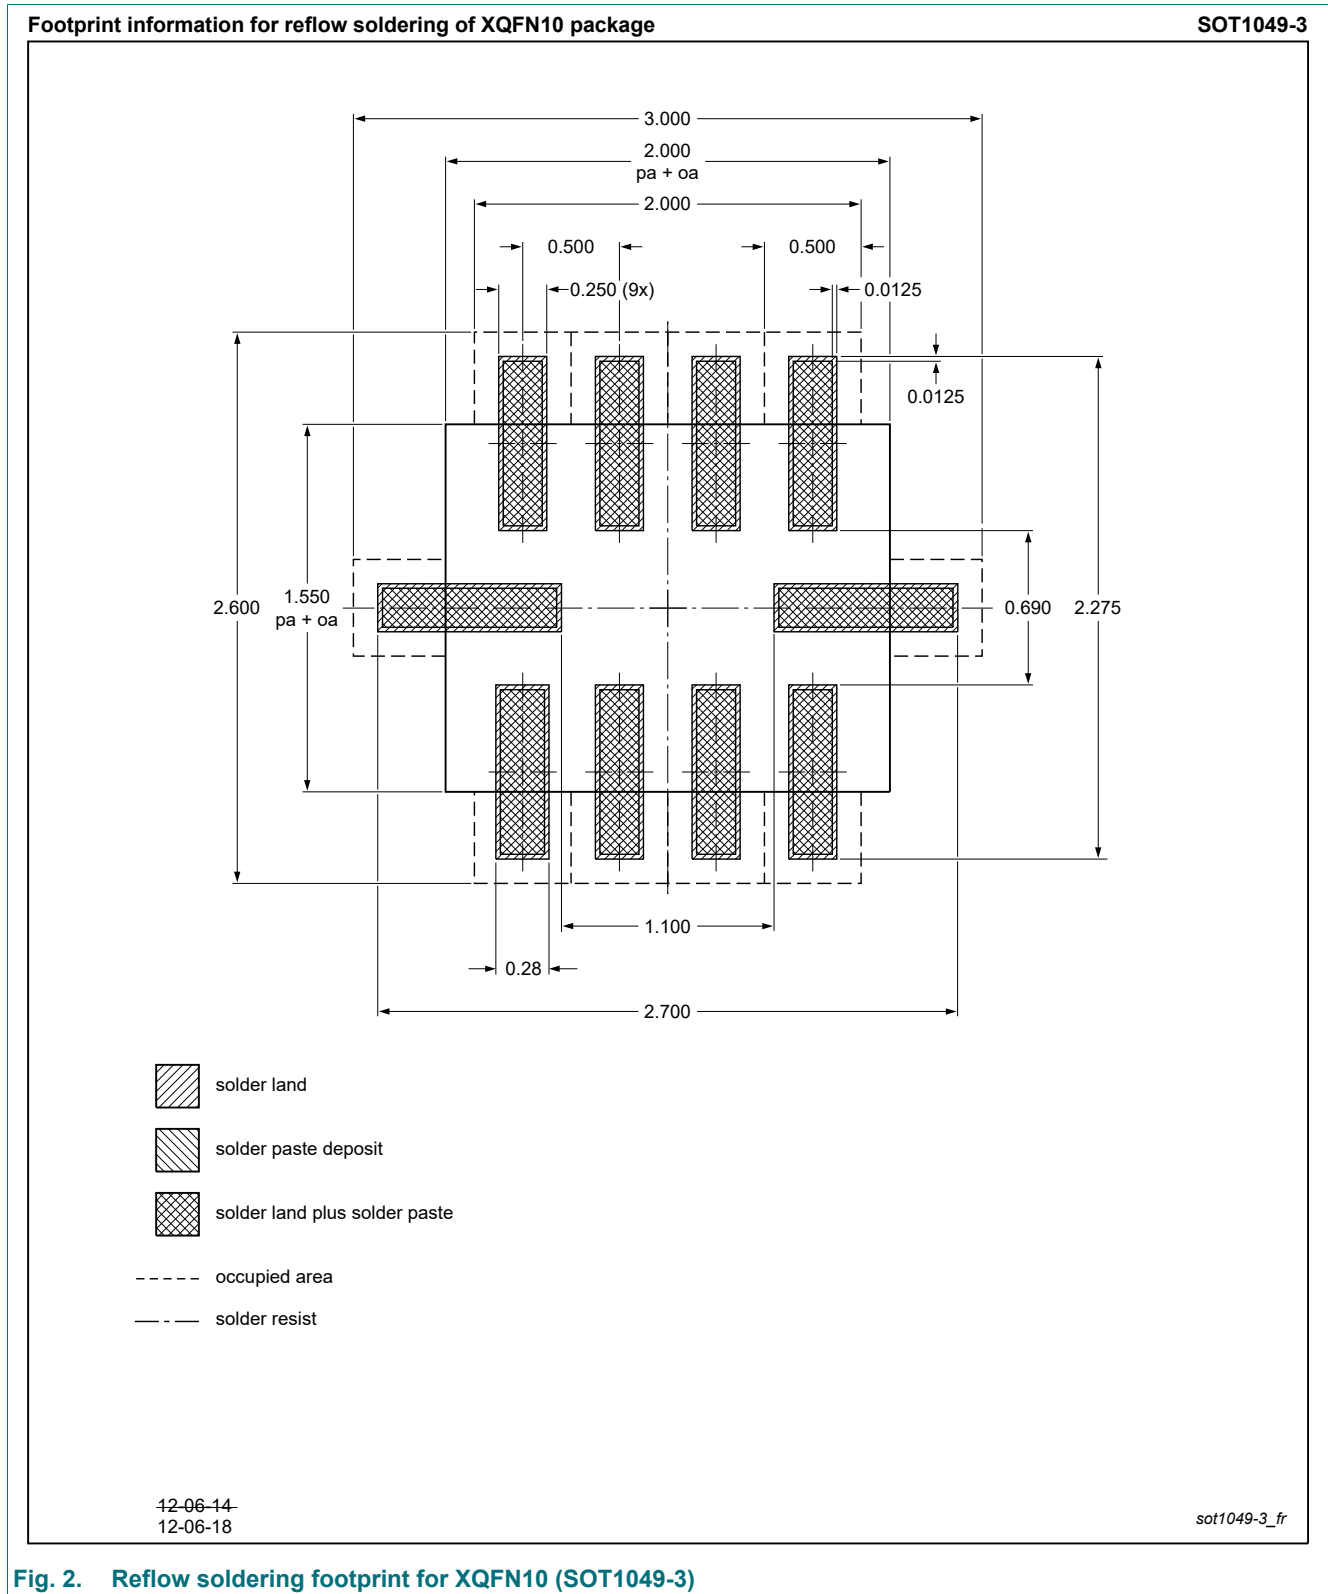 Footprint information for reflow soldering of XQFN10 package SOT1049-3
3.000
2.000
pa + oa
2.000
0.500 0.500
0.250 (9x) 0.0125
0.0125
2.600 1.550 0.690 2.275
pa + oa
1.100
0.28
2.700
solder land
solder paste deposit
solder land plus solder paste
occupied area
solder resist
12-06-14
12-06-18
sot1049-3_fr
Fig. 2. Reflow soldering footprint for XQFN10 (SOT1049-3)